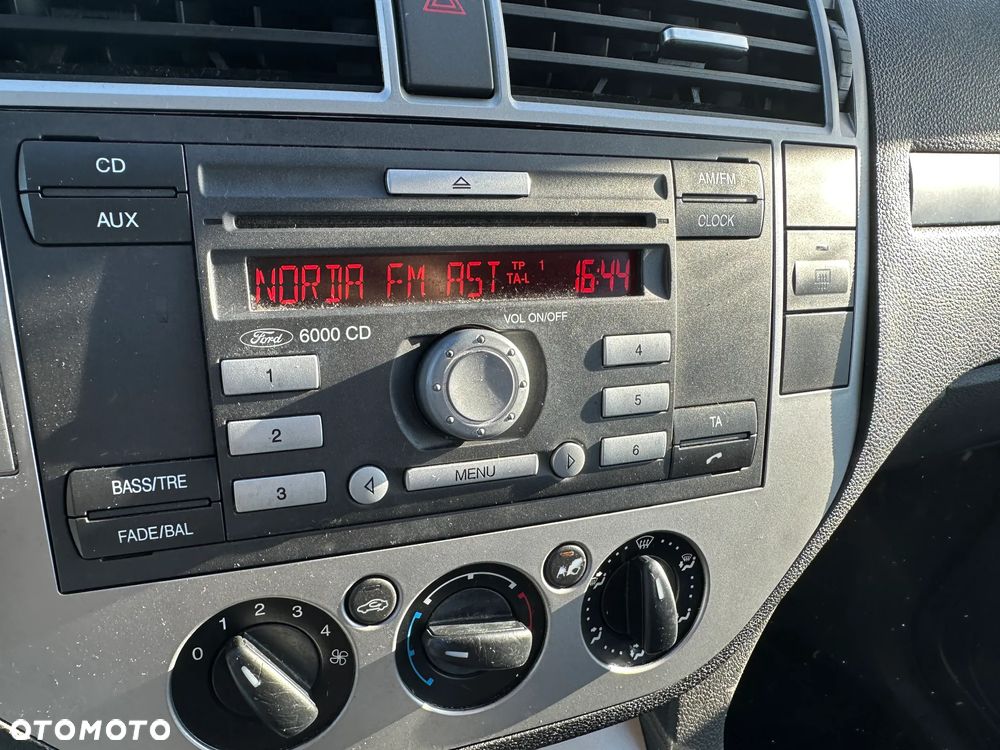 CD
AUX
AM/FM
CLOCK
NORDA FM AST TP TA-L 1 16:44
VOL ON/OFF
Ford 6000 CD
1
2
3
4
5
6
MENU
TA
BASS/TRE
FADE/BAL
0 1 2 3 4
OTOMOTO